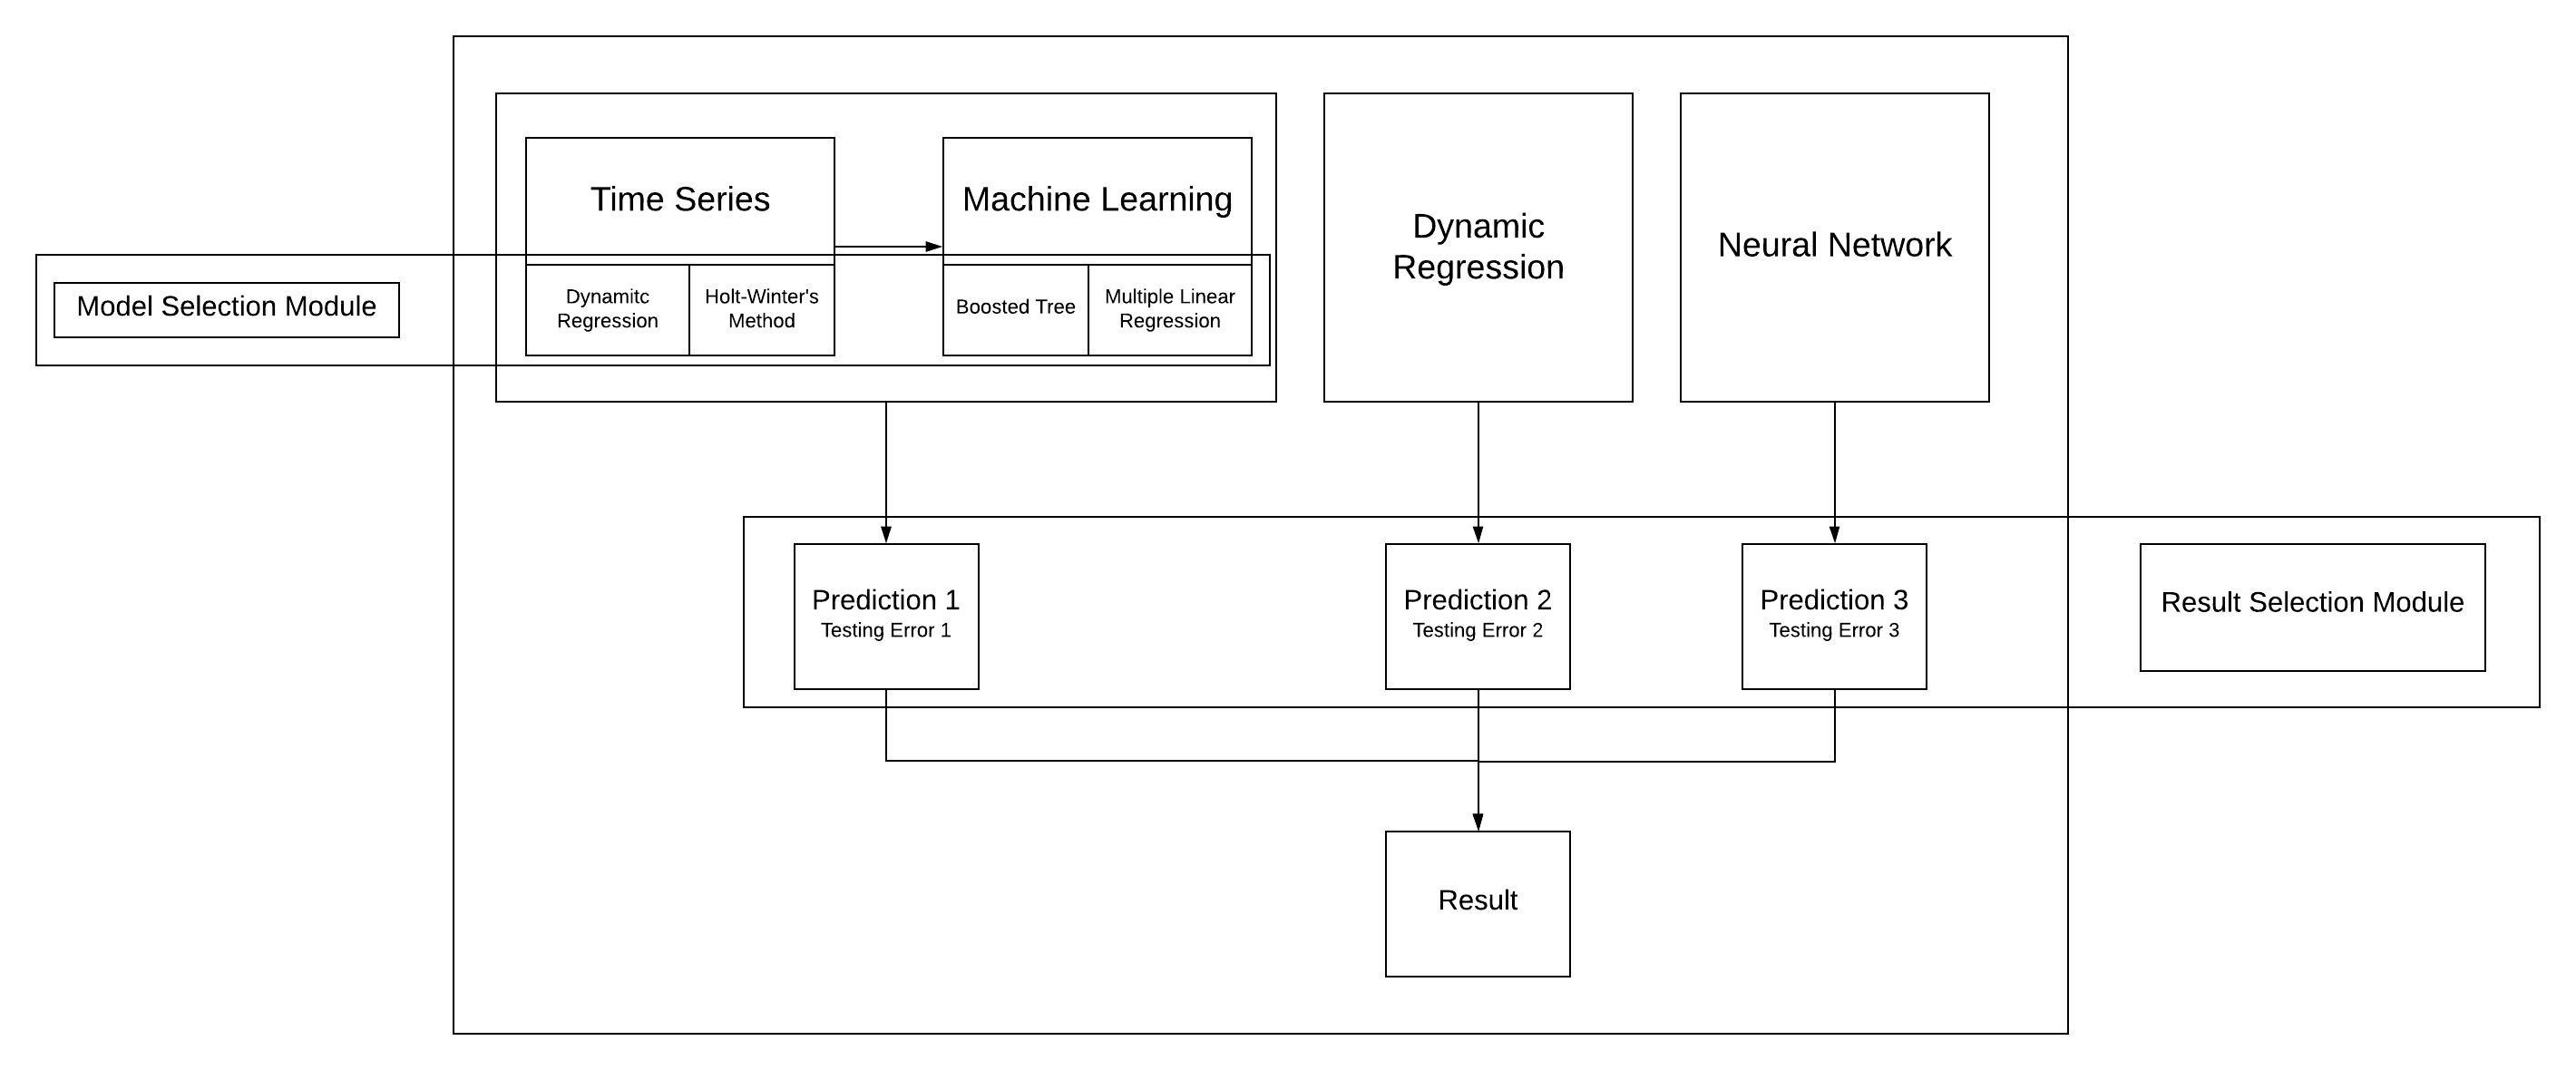 Time Series
Machine Learning
Dynamic
Regression
Neural Network
Model Selection Module
Dynamitc
Regression
Holt-Winter's
Method
Boosted Tree
Multiple Linear
Regression
Prediction 1
Testing Error 1
Prediction 2
Testing Error 2
Prediction 3
Testing Error 3
Result Selection Module
Result